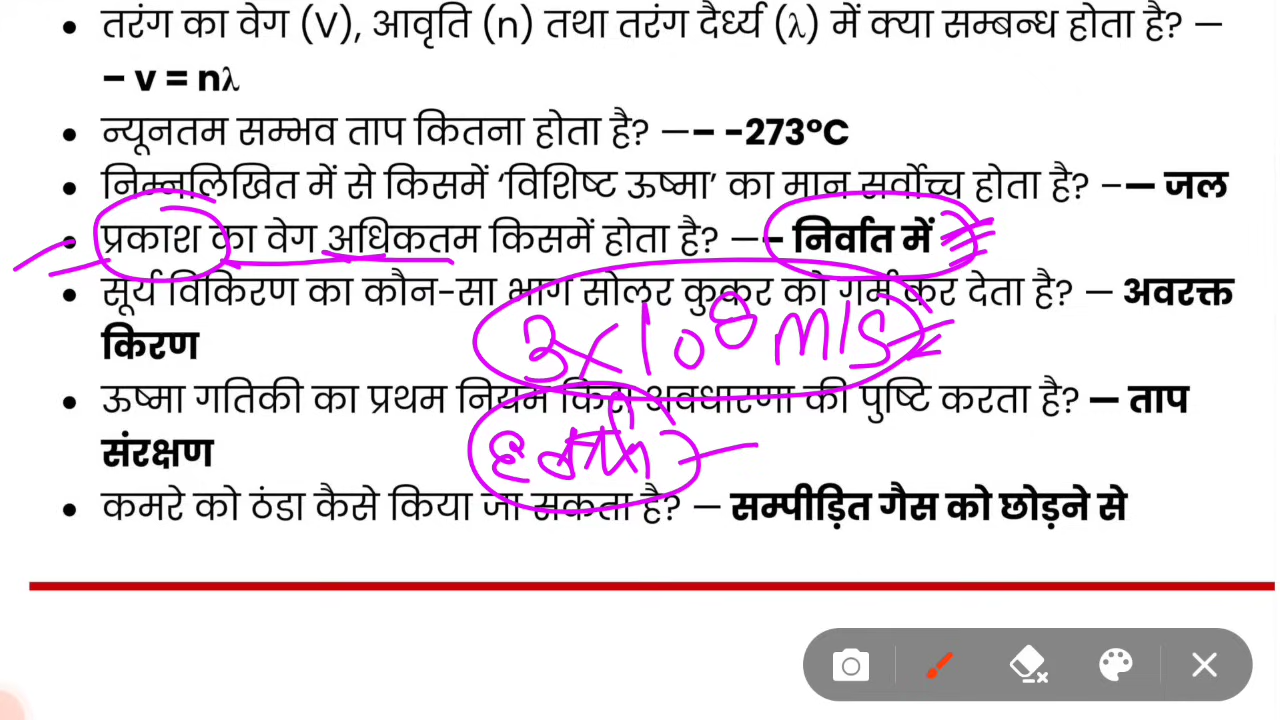 • तरंग का वेग (V), आवृति (n) तथा तरंग दैर्ध्य (λ) में क्या सम्बन्ध होता है? —
– v = nλ
• न्यूनतम सम्भव ताप कितना होता है? —– -273°C
• निम्नलिखित में से किसमें ‘विशिष्ट ऊष्मा’ का मान सर्वोच्च होता है? –— जल
• प्रकाश का वेग अधिकतम किसमें होता है? —– निर्वात में
• सूर्य विकिरण का कौन-सा भाग सोलर कुकर को गर्म कर देता है? — अवरक्त
किरण
3×10⁸ m/s
• ऊष्मा गतिकी का प्रथम नियम किस अवधारणा की पुष्टि करता है? — ताप
संरक्षण
• कमरे को ठंडा कैसे किया जा सकता है? — सम्पीड़ित गैस को छोड़ने से